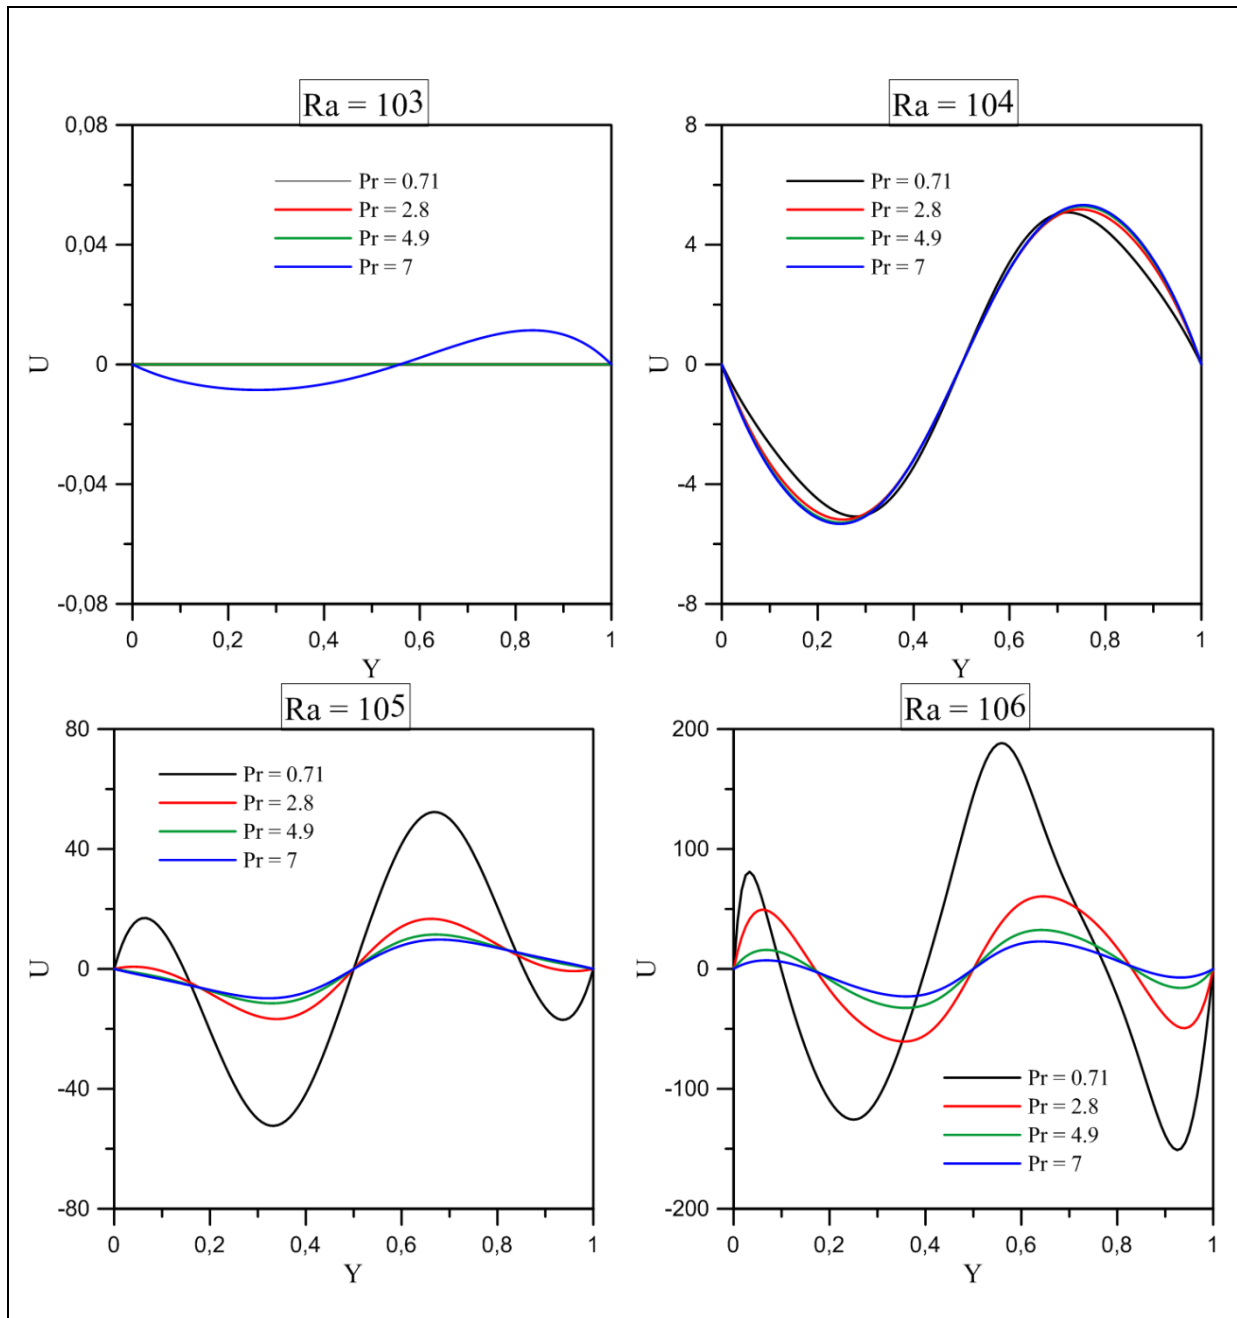 Ra = 103
0,08
0,04
0
-0,04
-0,08
U
Pr = 0.71
Pr = 2.8
Pr = 4.9
Pr = 7
0 0,2 0,4 0,6 0,8 1
Y
Ra = 104
8
4
0
-4
-8
U
Pr = 0.71
Pr = 2.8
Pr = 4.9
Pr = 7
0 0,2 0,4 0,6 0,8 1
Y
Ra = 105
80
40
0
-40
-80
U
Pr = 0.71
Pr = 2.8
Pr = 4.9
Pr = 7
0 0,2 0,4 0,6 0,8 1
Y
Ra = 106
200
100
0
-100
-200
U
Pr = 0.71
Pr = 2.8
Pr = 4.9
Pr = 7
0 0,2 0,4 0,6 0,8 1
Y